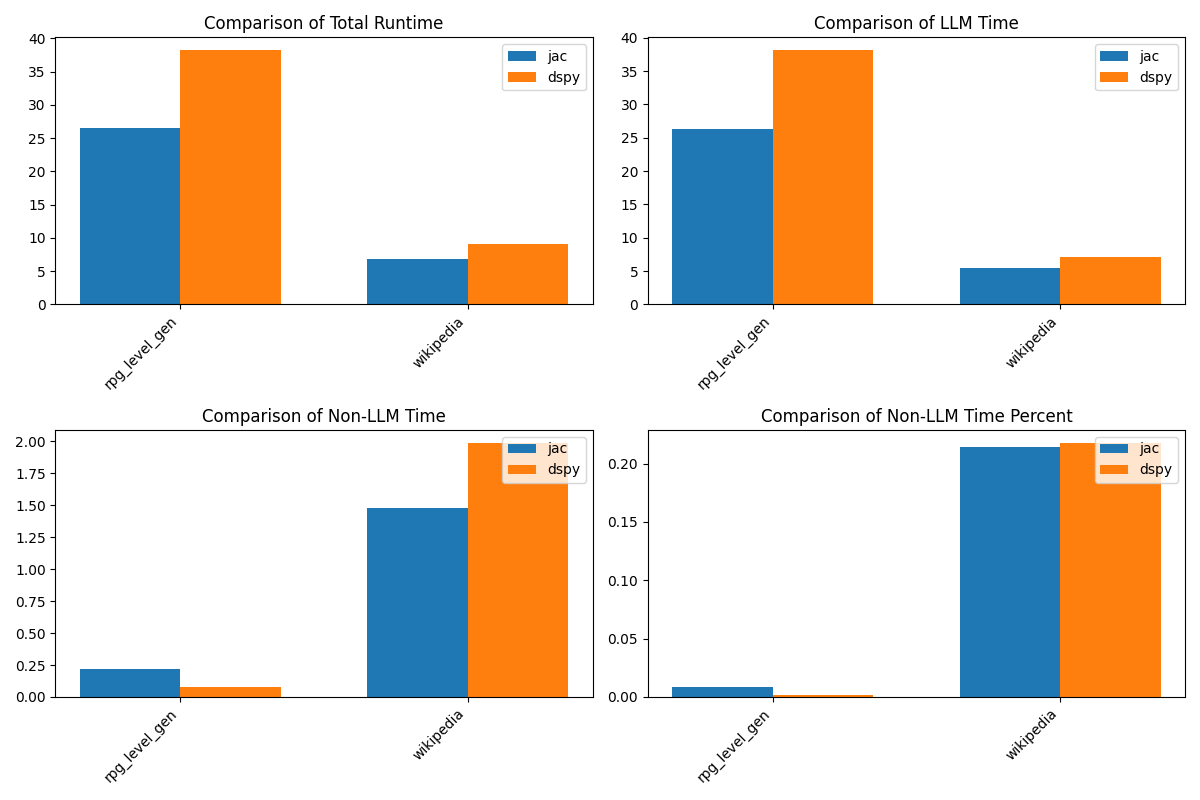 Comparison of Total Runtime
40
35
30
25
20
15
10
5
0
jac
dspy
rpg_level_gen
wikipedia
Comparison of LLM Time
40
35
30
25
20
15
10
5
0
jac
dspy
rpg_level_gen
wikipedia
Comparison of Non-LLM Time
2.00
1.75
1.50
1.25
1.00
0.75
0.50
0.25
0.00
jac
dspy
rpg_level_gen
wikipedia
Comparison of Non-LLM Time Percent
0.20
0.15
0.10
0.05
0.00
jac
dspy
rpg_level_gen
wikipedia